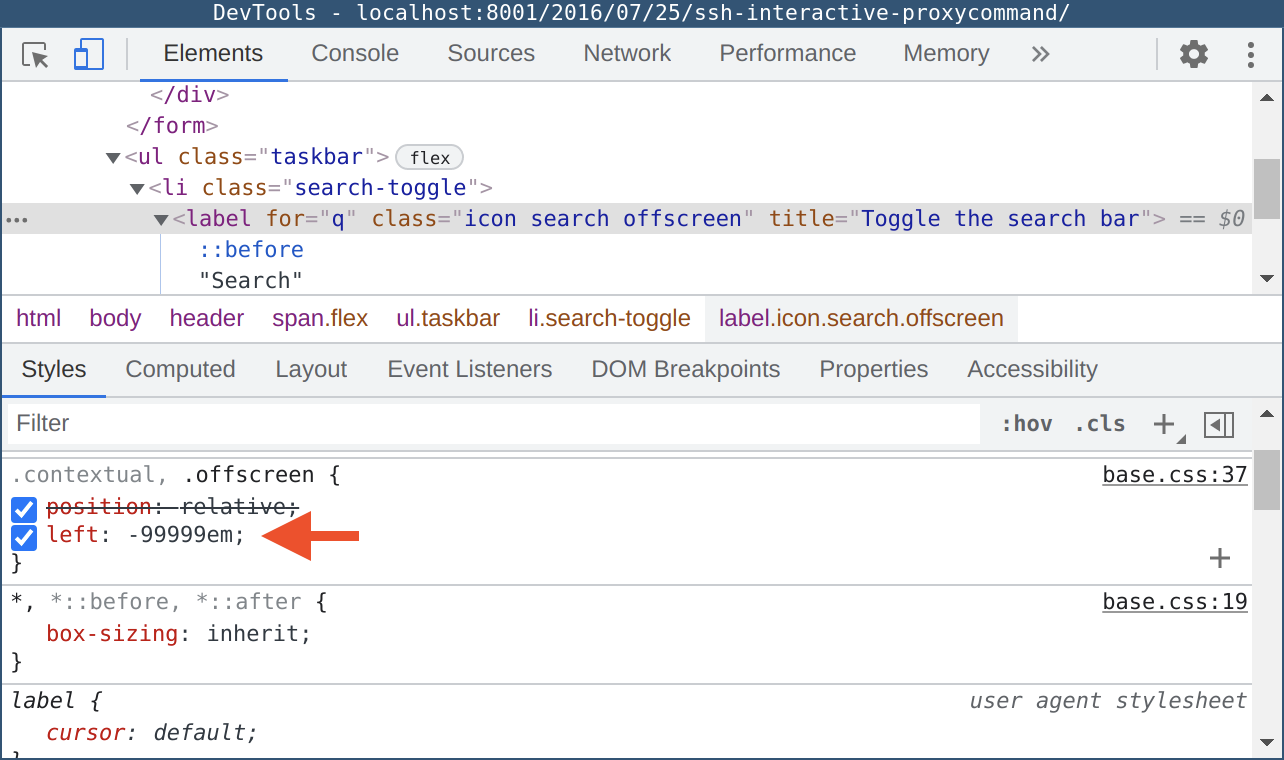 DevTools - localhost:8001/2016/07/25/ssh-interactive-proxycommand/
Elements Console Sources Network Performance Memory »
</div>
</form>
▼<ul class="taskbar"> flex
▼<li class="search-toggle">
… ▼<label for="q" class="icon search offscreen" title="Toggle the search bar"> == $0
::before
"Search"
html body header span.flex ul.taskbar li.search-toggle label.icon.search.offscreen
Styles Computed Layout Event Listeners DOM Breakpoints Properties Accessibility
Filter :hov .cls +
.contextual, .offscreen { base.css:37
position: relative;
left: -99999em;
}
+
*, *::before, *::after { base.css:19
box-sizing: inherit;
}
label { user agent stylesheet
cursor: default;
}